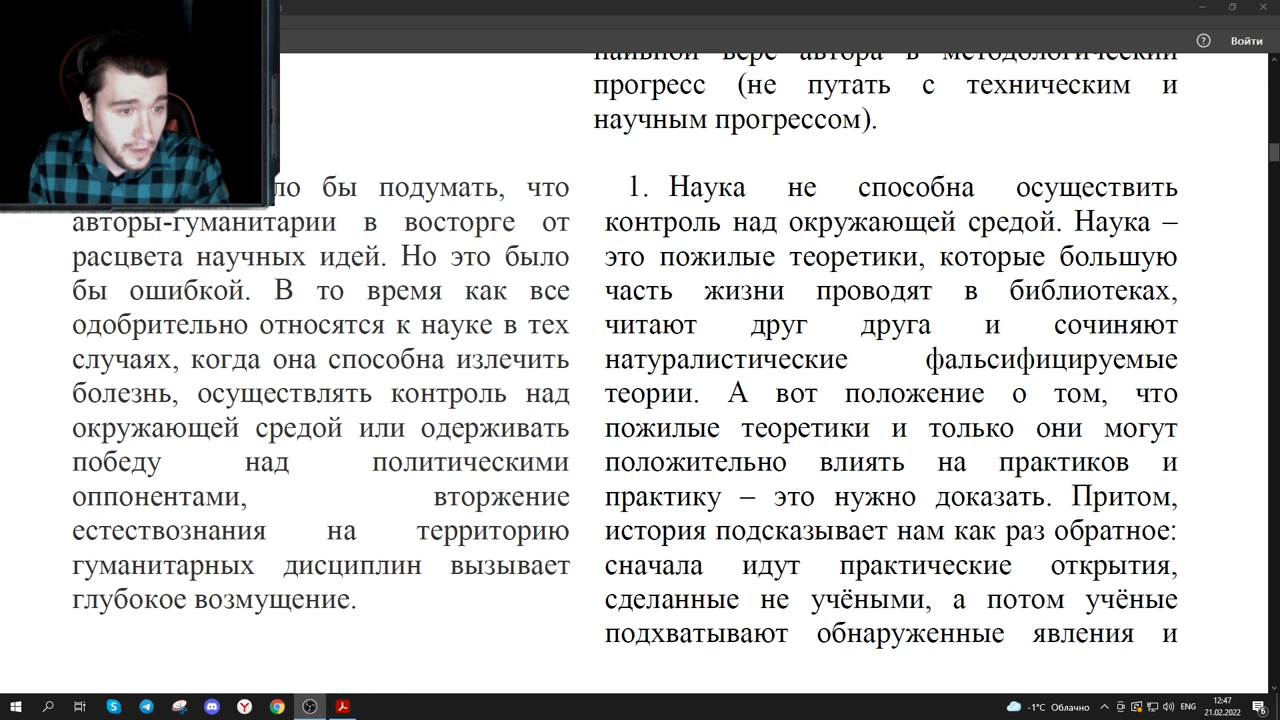 Войти
прогресс (не путать с техническим и
научным прогрессом).
бы подумать, что
авторы-гуманитарии в восторге от
расцвета научных идей. Но это было
бы ошибкой. В то время как все
одобрительно относятся к науке в тех
случаях, когда она способна излечить
болезнь, осуществлять контроль над
окружающей средой или одерживать
победу над политическими
оппонентами, вторжение
естествознания на территорию
гуманитарных дисциплин вызывает
глубокое возмущение.
1. Наука не способна осуществить
контроль над окружающей средой. Наука –
это пожилые теоретики, которые большую
часть жизни проводят в библиотеках,
читают друг друга и сочиняют
натуралистические фальсифицируемые
теории. А вот положение о том, что
пожилые теоретики и только они могут
положительно влиять на практиков и
практику – это нужно доказать. Притом,
история подсказывает нам как раз обратное:
сначала идут практические открытия,
сделанные не учёными, а потом учёные
подхватывают обнаруженные явления и
-1°C Облачно
ENG
12:47
21.02.2022